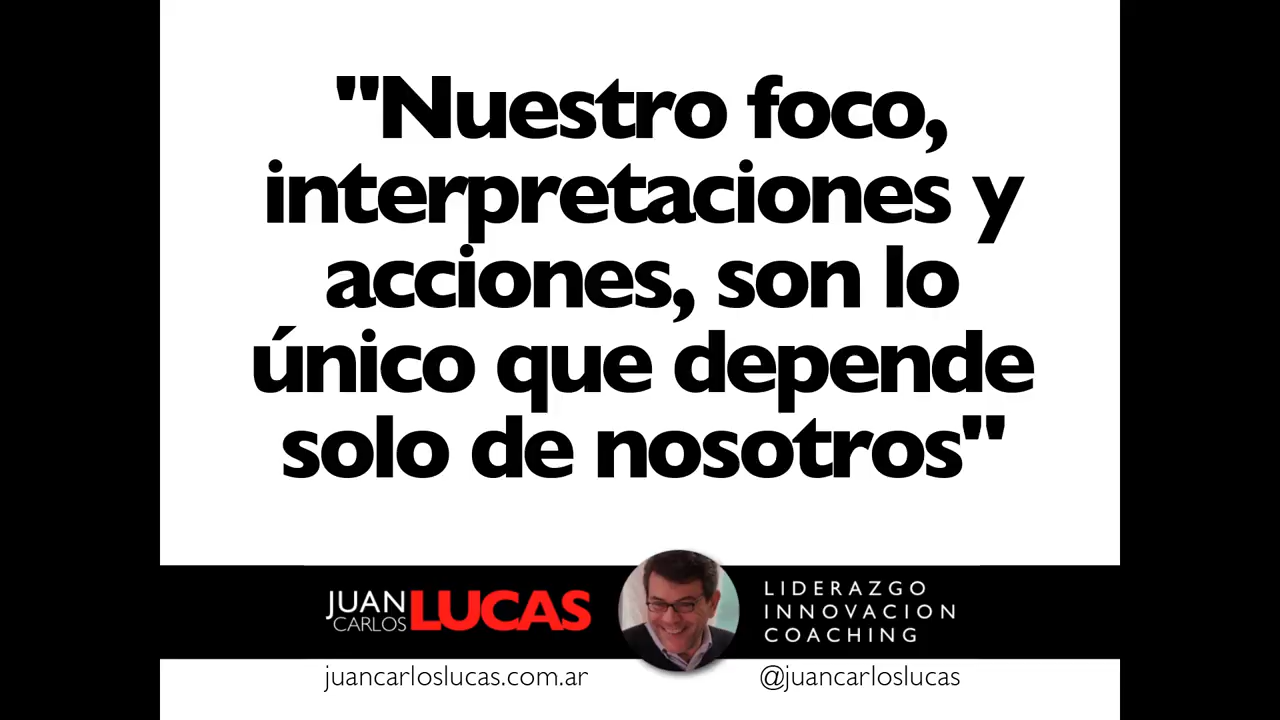 "Nuestro foco,
interpretaciones y
acciones, son lo
único que depende
solo de nosotros"
JUAN
CARLOS
LUCAS
LIDERAZGO
INNOVACION
COACHING
juancarloslucas.com.ar
@juancarloslucas